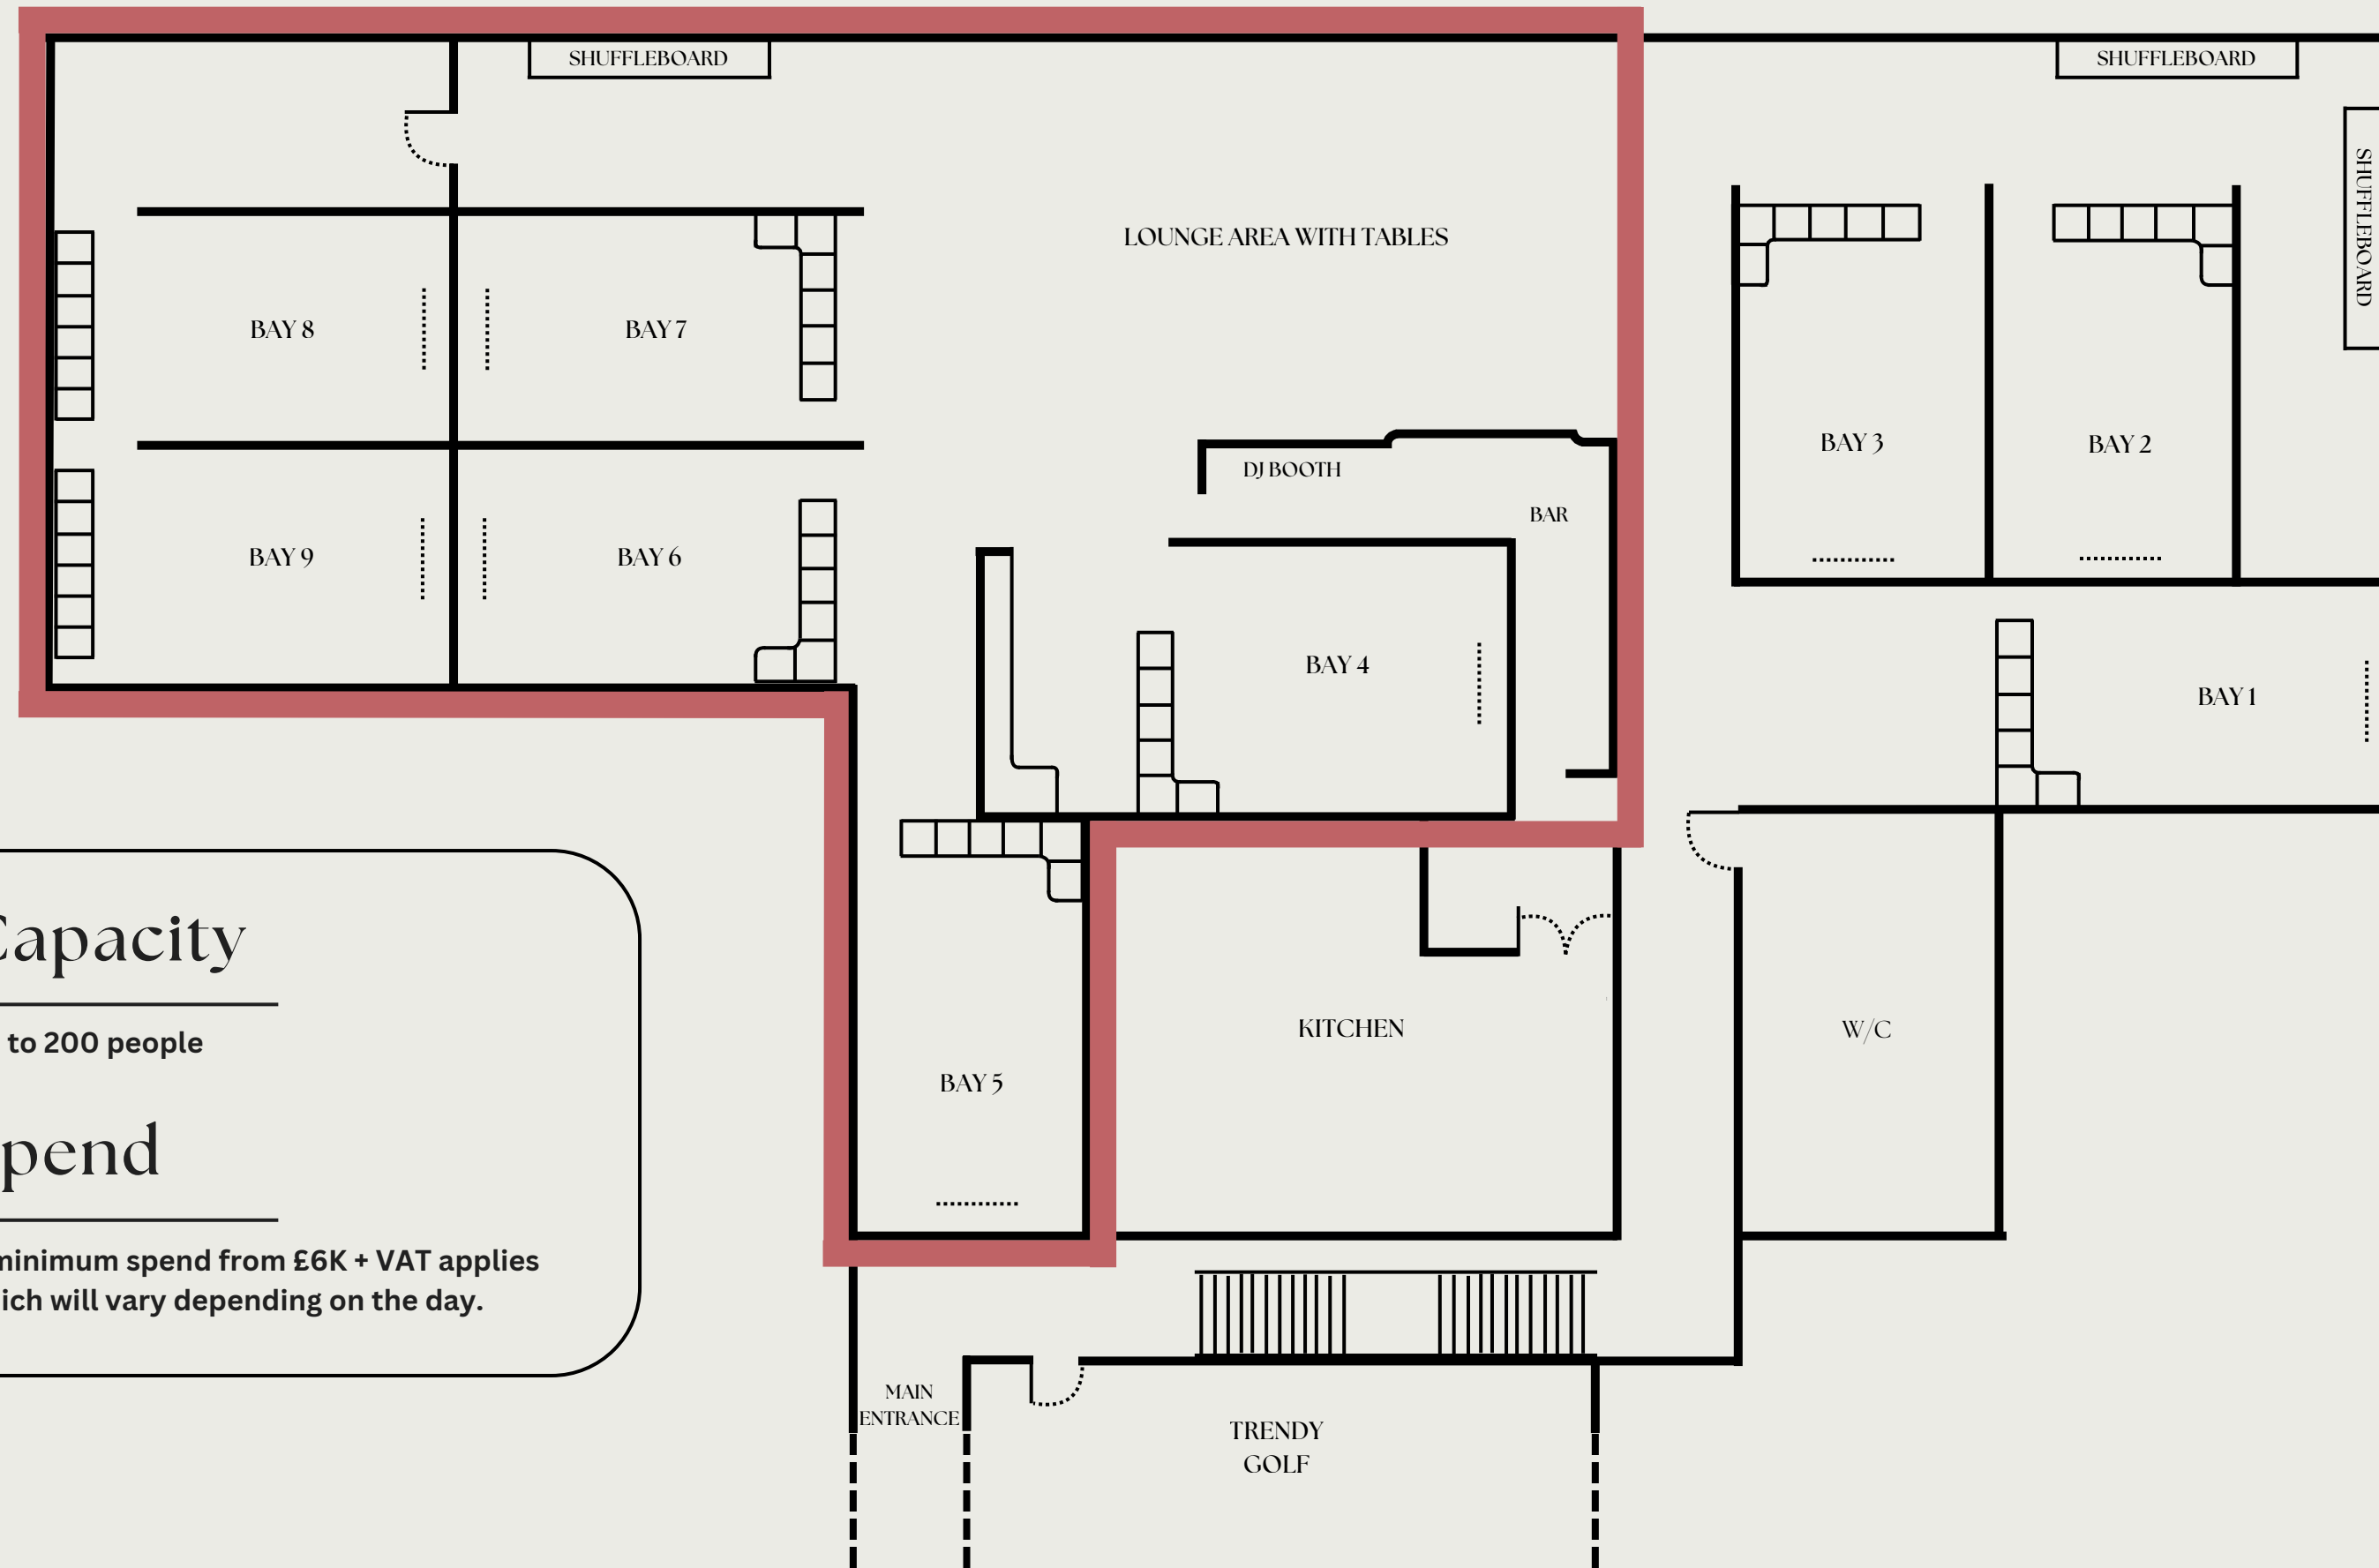 SHUFFLEBOARD
SHUFFLEBOARD
SHUFFLEBOARD
LOUNGE AREA WITH TABLES
BAY 8
BAY 7
BAY 3
BAY 2
DJ BOOTH
BAR
BAY 9
BAY 6
BAY 4
BAY 1
Capacity
to 200 people
KITCHEN
W/C
BAY 5
pend
minimum spend from £6K + VAT applies
ich will vary depending on the day.
MAIN
ENTRANCE
TRENDY
GOLF